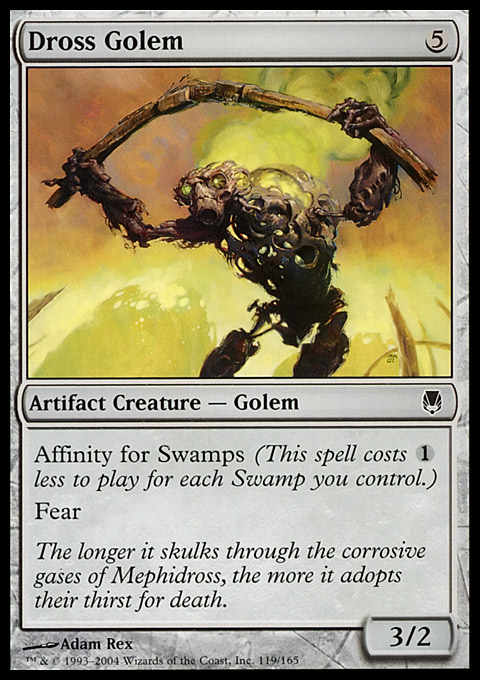 Dross Golem 5
Artifact Creature — Golem
Affinity for Swamps (This spell costs 1
less to play for each Swamp you control.)
Fear
The longer it skulks through the corrosive
gases of Mephidross, the more it adopts
their thirst for death.
Adam Rex
3/2
™ & © 1993–2004 Wizards of the Coast, Inc. 119/165